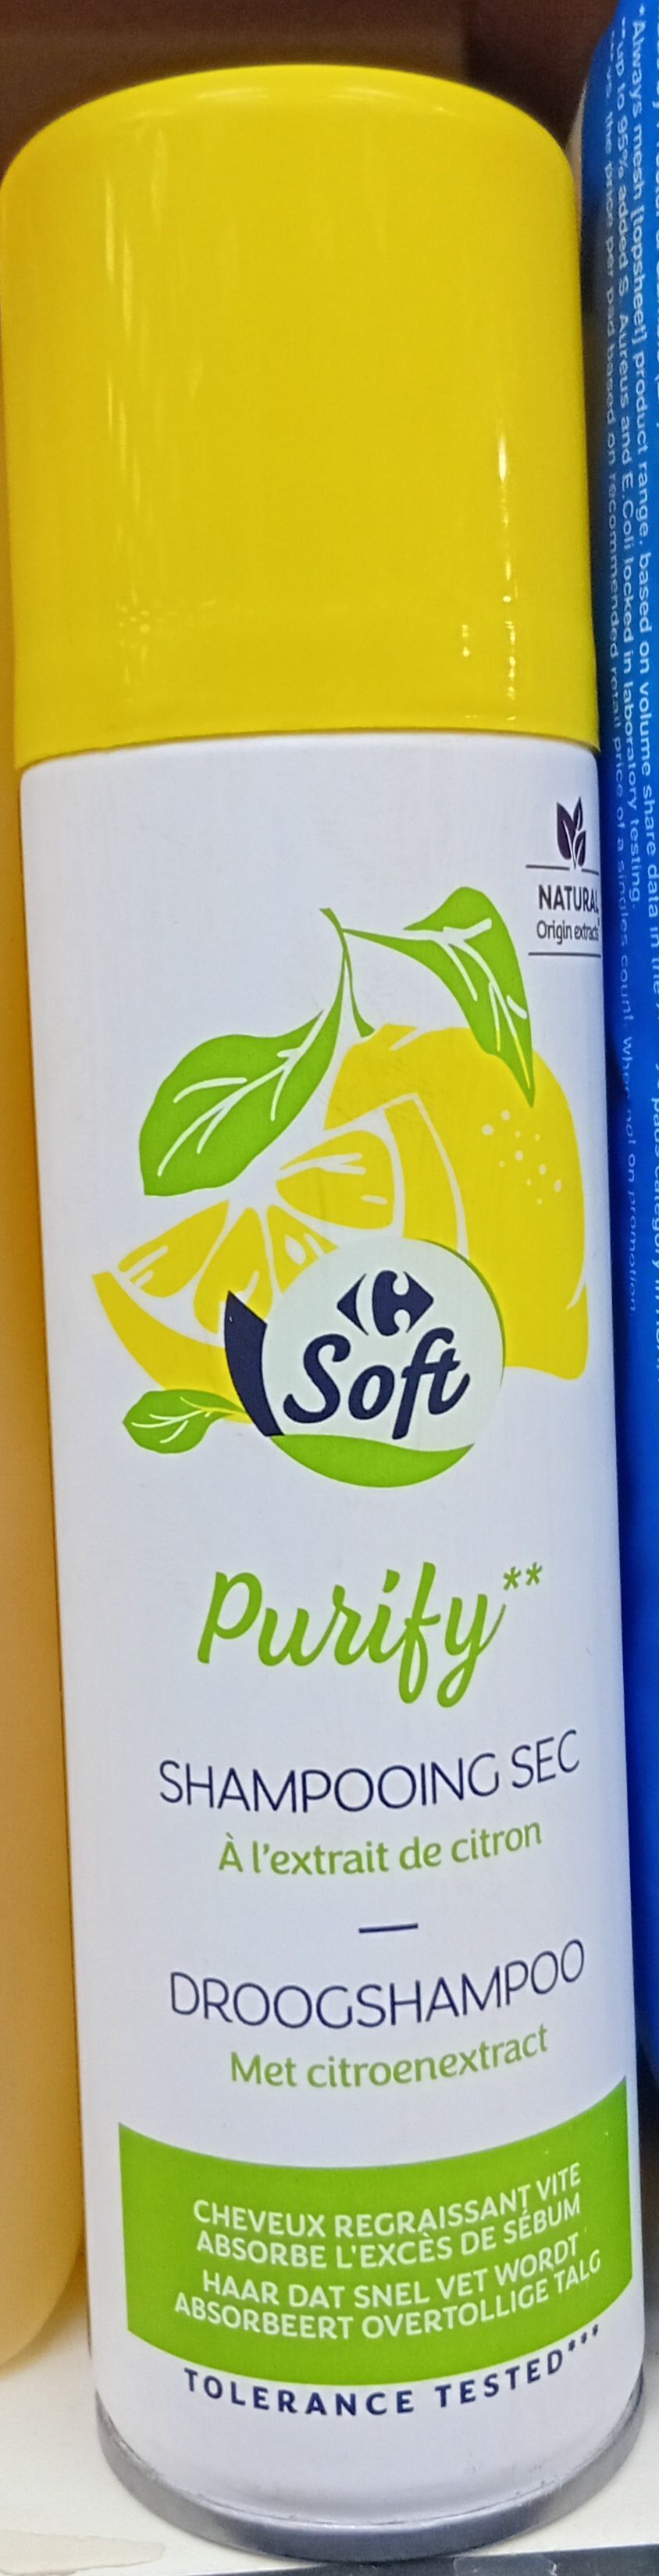 NATURAL
Origin extracts
Soft
Purify**
SHAMPOOING SEC
À l'extrait de citron
DROOGSHAMPOO
Met citroenextract
CHEVEUX REGRAISSANT VITE
ABSORBE L'EXCÈS DE SÉBUM
HAAR DAT SNEL VET WORDT
ABSORBEERT OVERTOLLIGE TALG
TOLERANCE TESTED***
*Always mesh [topsheet] product range, based on volume share data in the
**up to 95% added S. Aureus and E.Coli locked in laboratory testing.
vs. the price per pad based on recommended retail price of a singles count. When not on promotion